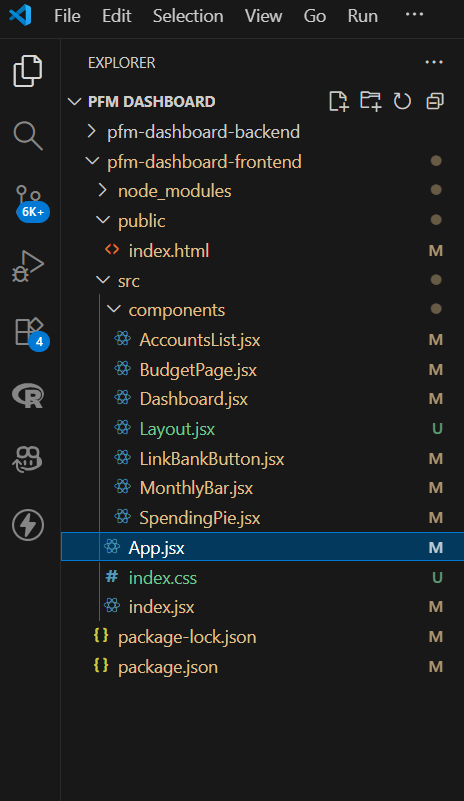 File Edit Selection View Go Run ···
EXPLORER ···
PFM DASHBOARD
pfm-dashboard-backend
pfm-dashboard-frontend
node_modules
6K+
public
index.html M
src
components
4
AccountsList.jsx M
BudgetPage.jsx M
Dashboard.jsx M
R
Layout.jsx U
LinkBankButton.jsx M
MonthlyBar.jsx M
SpendingPie.jsx M
App.jsx M
# index.css U
index.jsx M
{} package-lock.json M
{} package.json M